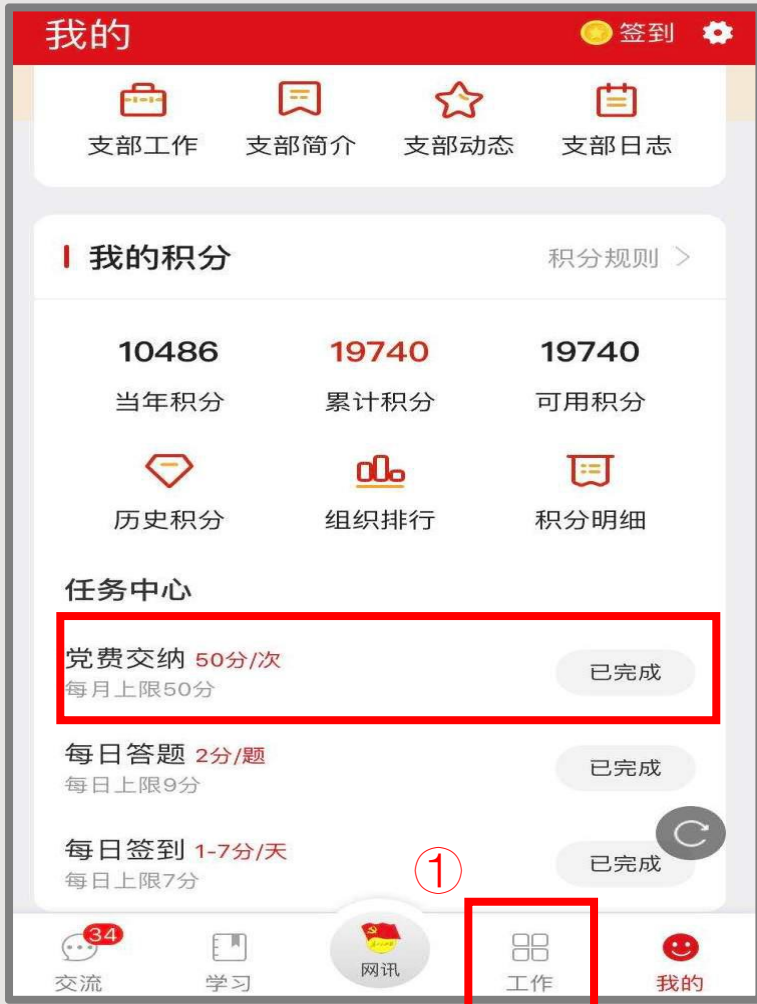 我的 签到
支部工作 支部简介 支部动态 支部日志
我的积分 积分规则
10486 19740 19740
当年积分 累计积分 可用积分
历史积分 组织排行 积分明细
任务中心
党费交纳 50分/次
每月上限50分
已完成
每日答题 2分/题
每日上限9分
已完成
每日签到 1-7分/天
每日上限7分
已完成
①
34
交流 学习 网讯 工作 我的